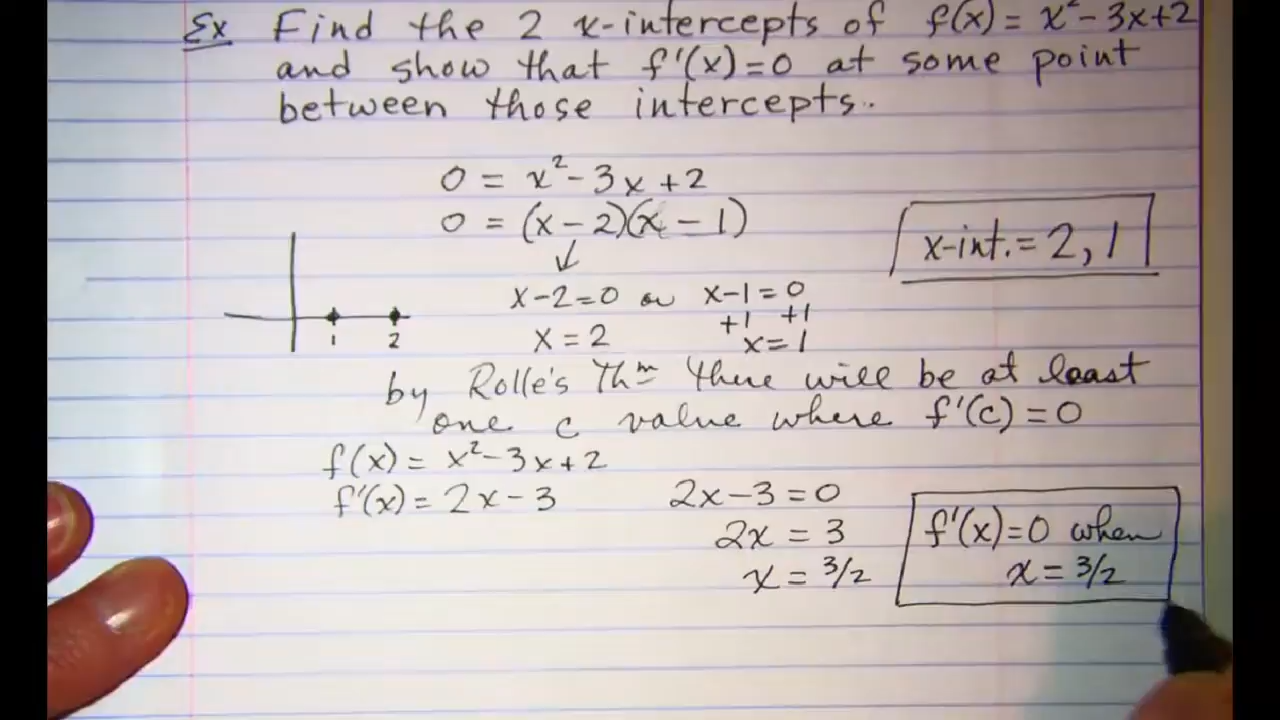 Ex Find the 2 x-intercepts of f(x) = x² - 3x + 2
and show that f'(x) = 0 at some point
between those intercepts..
0 = x² - 3x + 2
0 = (x - 2)(x - 1)
x-int. = 2, 1
x - 2 = 0 or x - 1 = 0
+1 +1
1 2
x = 2 x = 1
by Rolle's Thm there will be at least
one c value where f'(c) = 0
f(x) = x² - 3x + 2
f'(x) = 2x - 3
2x - 3 = 0
2x = 3
x = 3/2
f'(x) = 0 when
x = 3/2